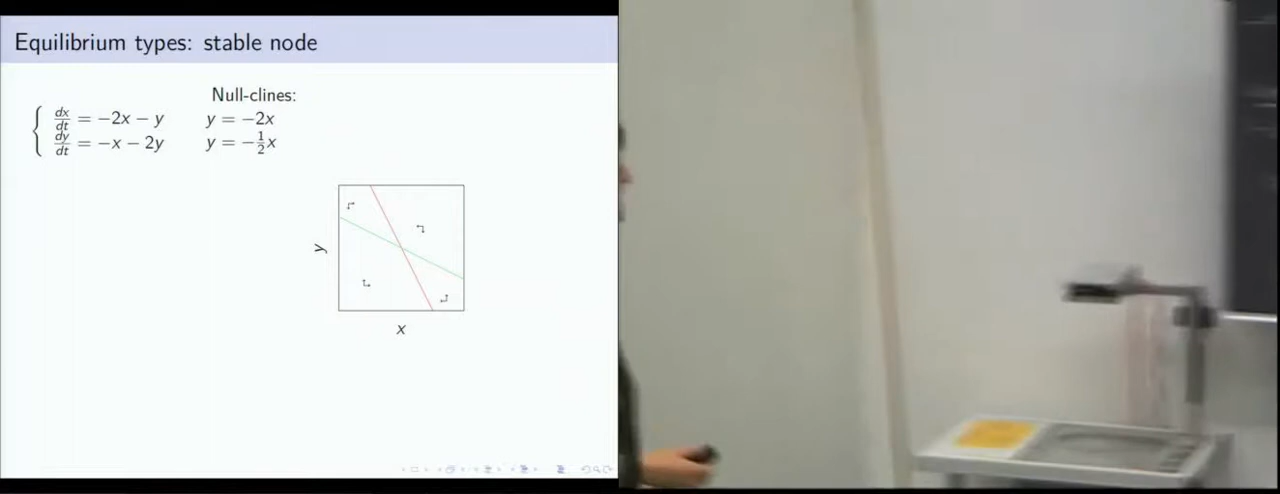 Equilibrium types: stable node
Null-clines:
dx/dt = −2x − y y = −2x
dy/dt = −x − 2y y = −1/2x
y
x